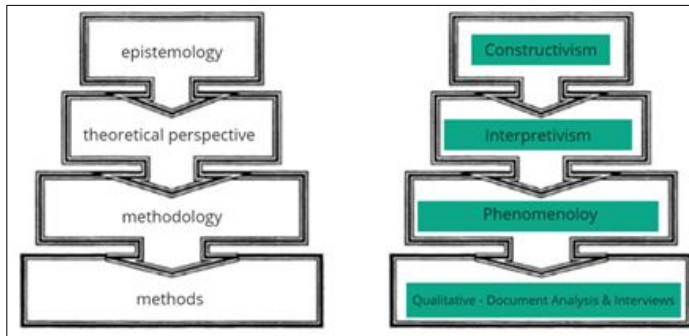 epistemology
theoretical perspective
methodology
methods
Constructivism
Interpretivism
Phenomenoloy
Qualitative - Document Analysis & Interviews